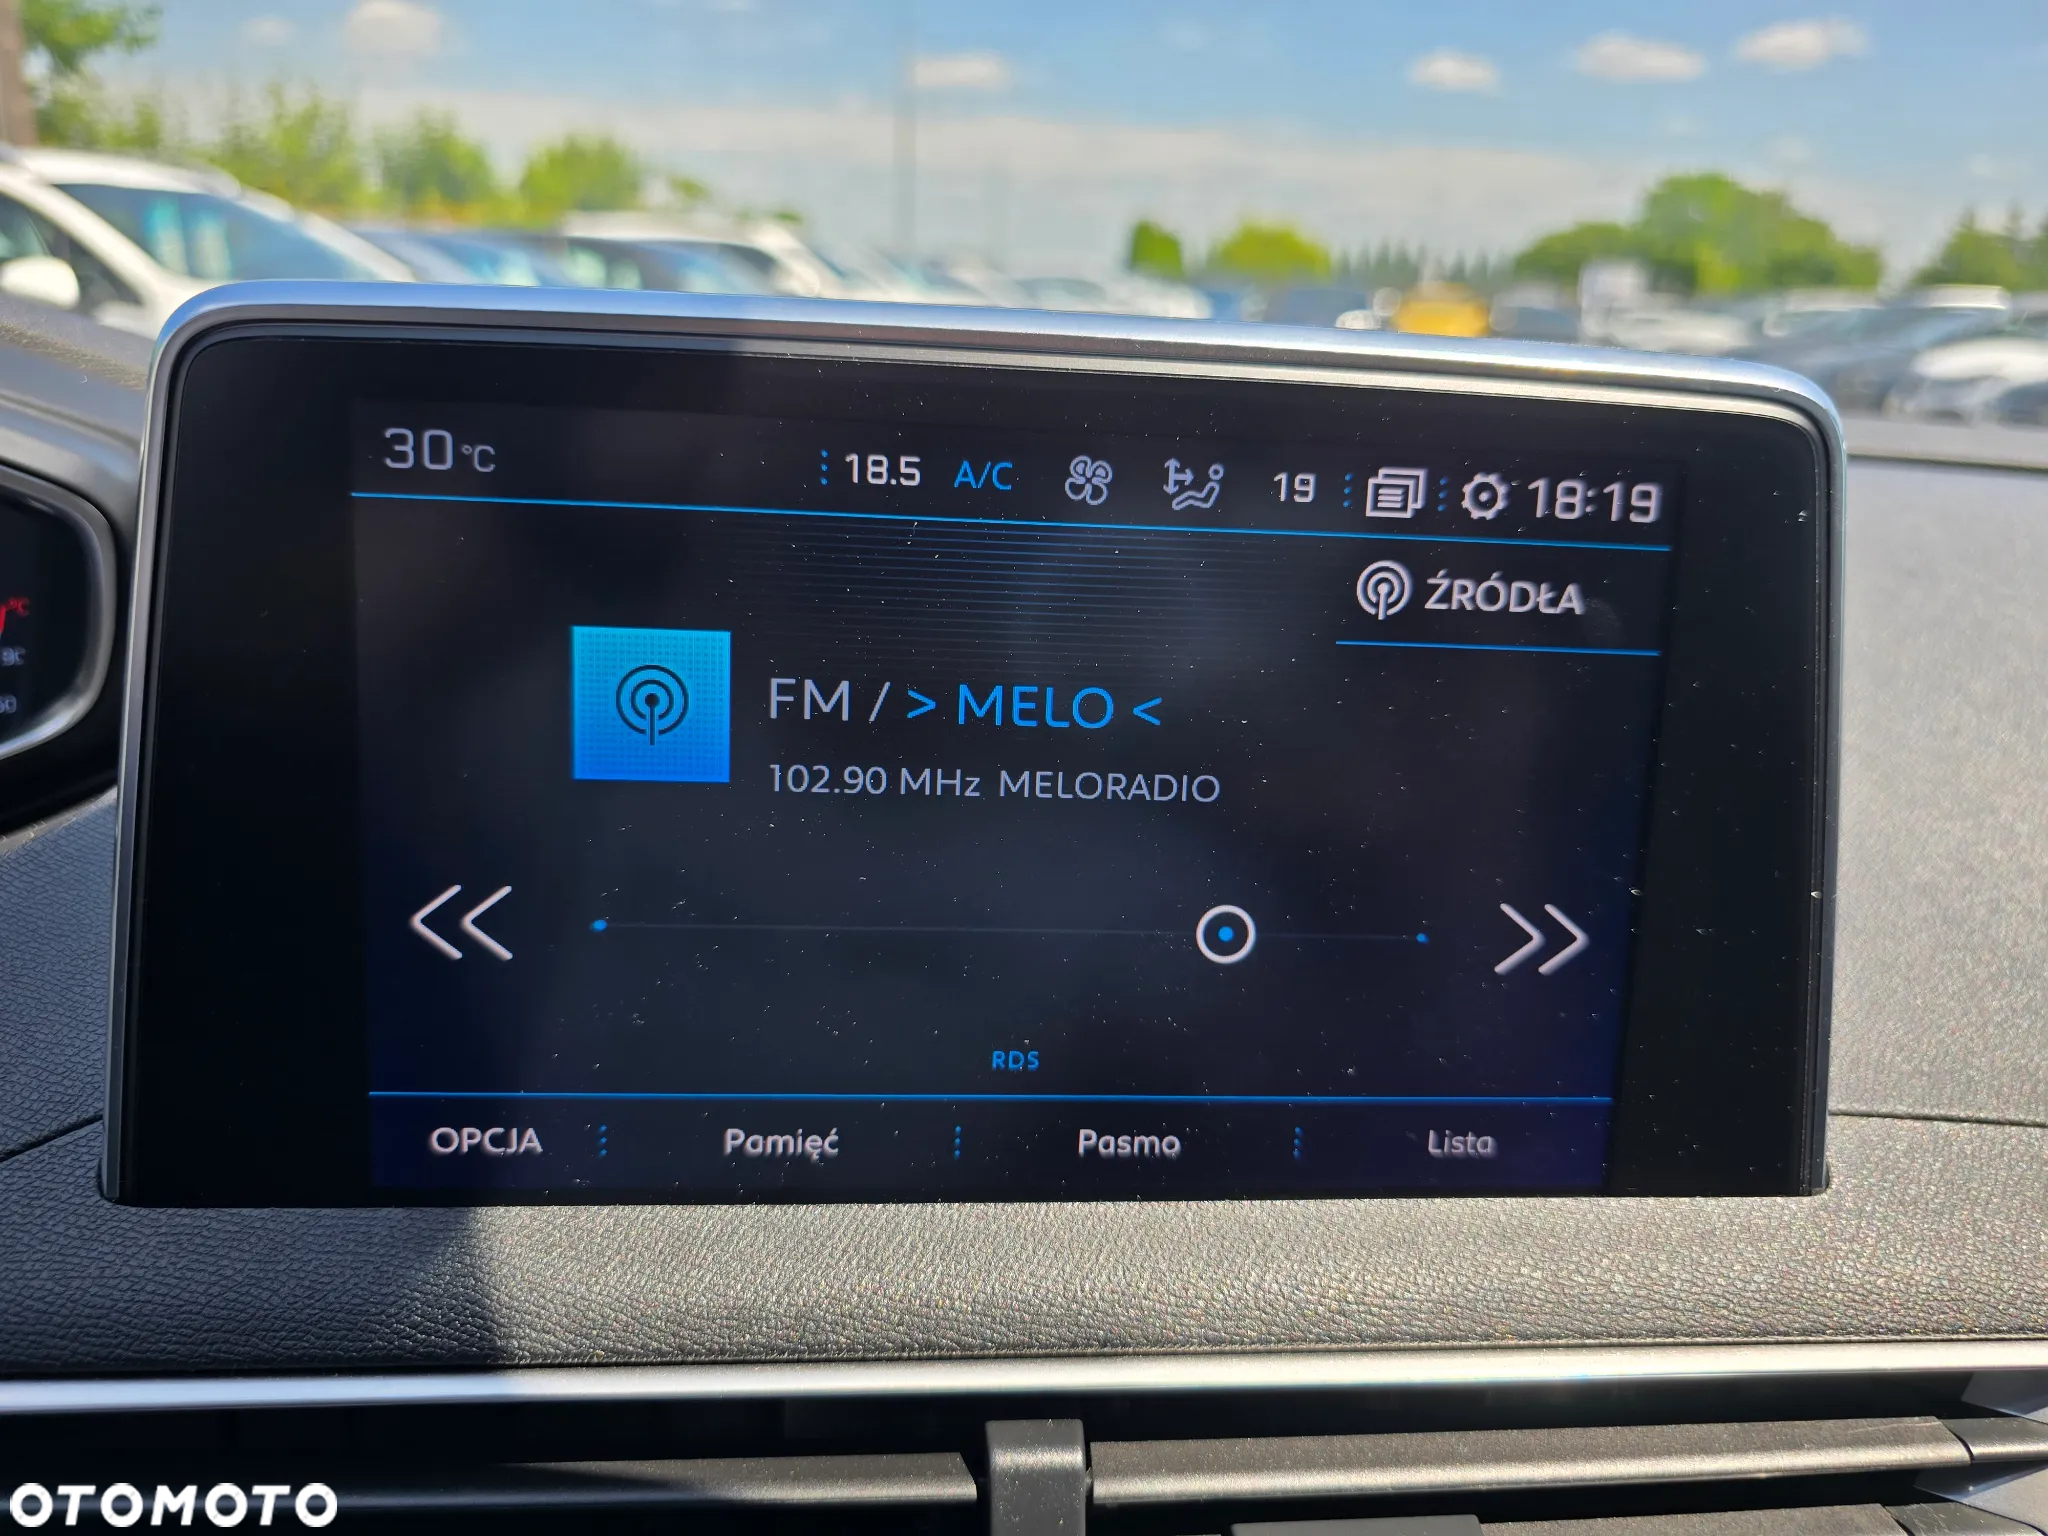 30°C 18.5 A/C 19 18:19
ŹRÓDŁA
FM / > MELO <
102.90 MHz MELORADIO
RDS
OPCJA Pamięć Pasmo Lista
°C
90
OTOMOTO